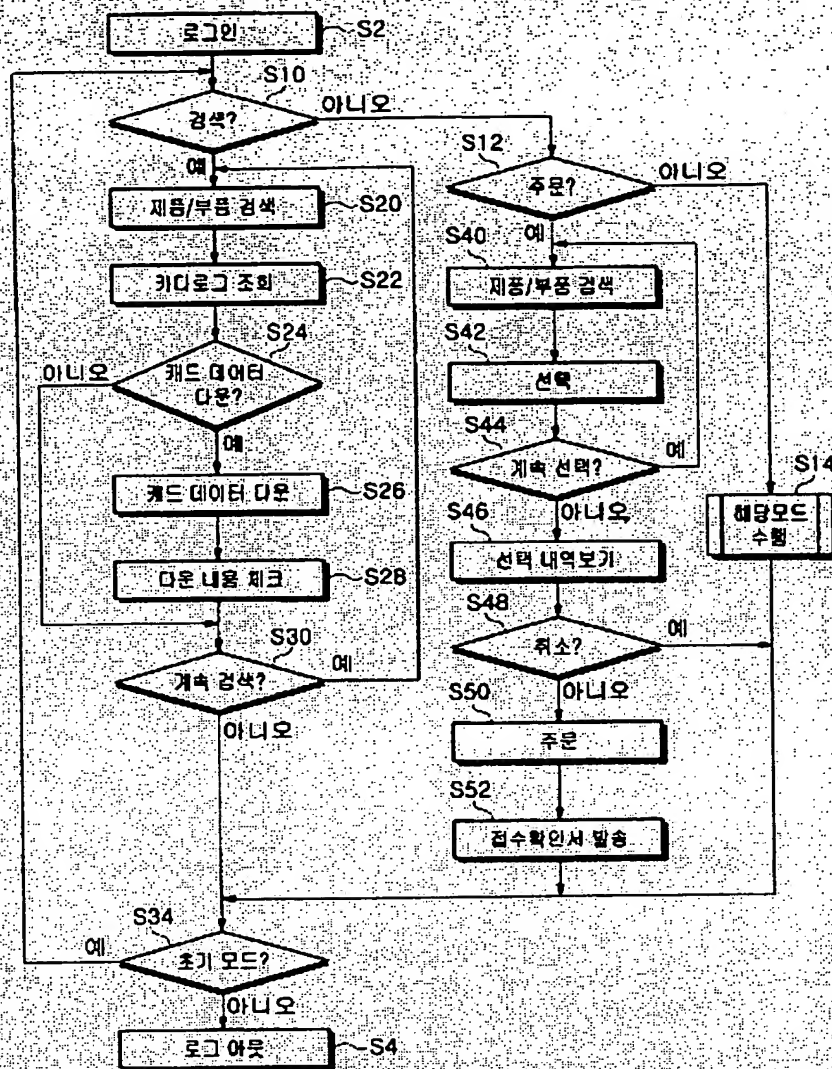 로그인
S2
S10
검색?
아니오
예
제품/부품 검색
S20
카다로그 조회
S22
S24
캐드 데이터
다운?
아니오
예
캐드 데이터 다운
S26
다운 내용 체크
S28
S30
계속 검색?
예
아니오
S12
주문?
아니오
예
S40
제품/부품 검색
S42
선택
S44
계속 선택?
예
아니오
S14
해당모드
수행
S46
선택 내역보기
S48
취소?
예
아니오
S50
주문
S52
접수확인서 발송
S34
초기 모드?
예
아니오
로그 아웃
S4